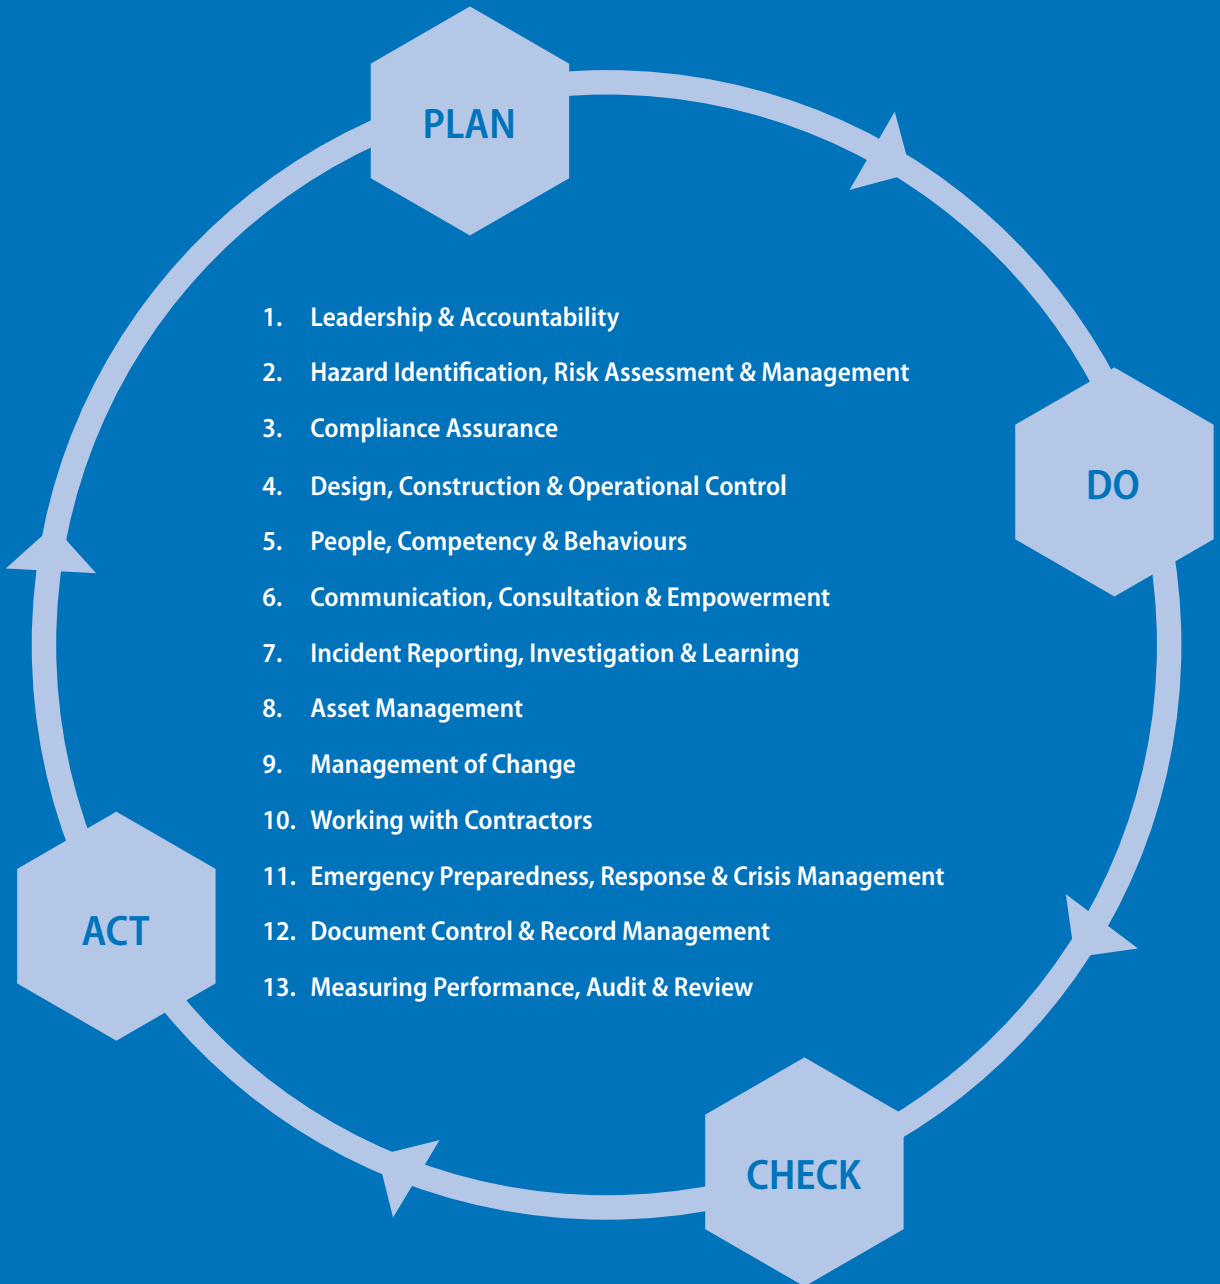 PLAN
DO
1. Leadership & Accountability
2. Hazard Identification, Risk Assessment & Management
3. Compliance Assurance
4. Design, Construction & Operational Control
5. People, Competency & Behaviours
6. Communication, Consultation & Empowerment
7. Incident Reporting, Investigation & Learning
8. Asset Management
9. Management of Change
10. Working with Contractors
11. Emergency Preparedness, Response & Crisis Management
12. Document Control & Record Management
13. Measuring Performance, Audit & Review
CHECK
ACT